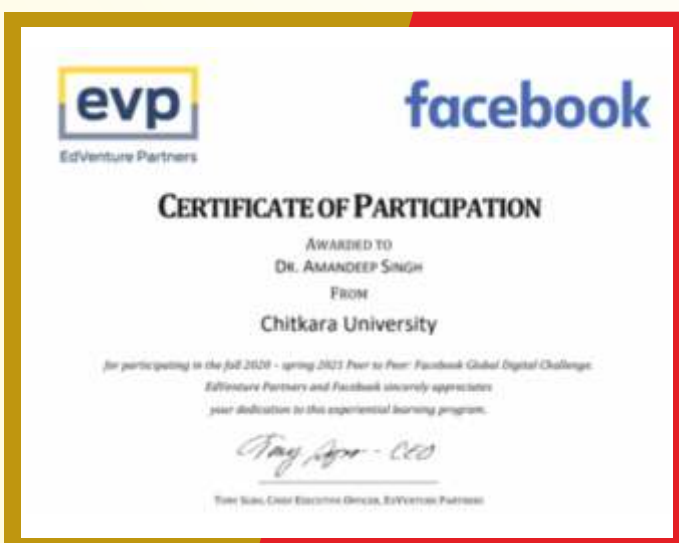 evp
facebook
EdVenture Partners
CERTIFICATE OF PARTICIPATION
AWARDED TO
DR. AMANDEEP SINGH
FROM
Chitkara University
for participating in the fall 2020 – spring 2021 Peer to Peer: Facebook Global Digital Challenge.
EdVenture Partners and Facebook sincerely appreciates
your dedication to this experiential learning program.
CEO
TONY SGRO, CHIEF EXECUTIVE OFFICER, EDVENTURE PARTNERS